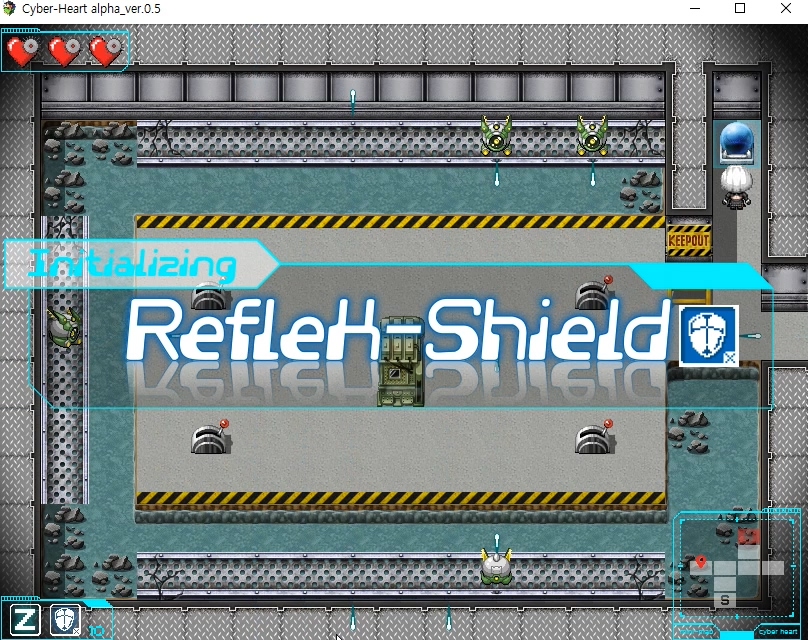 Cyber-Heart alpha_ver.0.5
KEEPOUT
Initializing
Reflex-Shield
X
S
Z
X
10
cyber heart